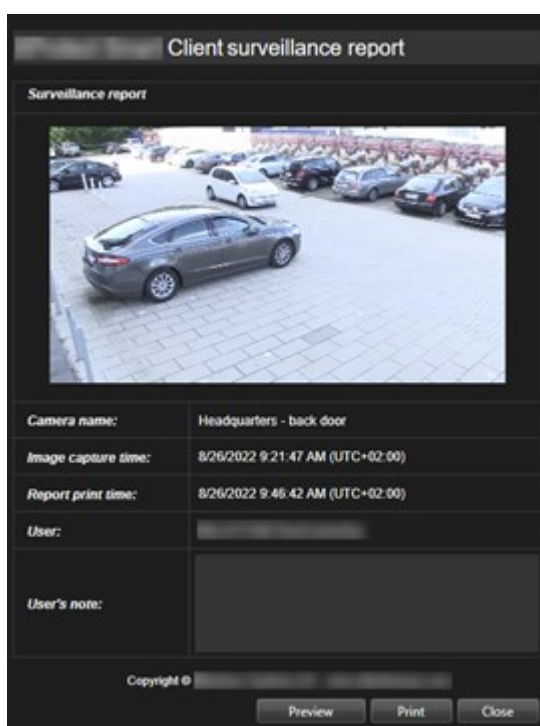 Client surveillance report
Surveillance report
Camera name: Headquarters - back door
Image capture time: 8/26/2022 9:21:47 AM (UTC+02:00)
Report print time: 8/26/2022 9:46:42 AM (UTC+02:00)
User:
User's note:
Copyright ©
Preview Print Close